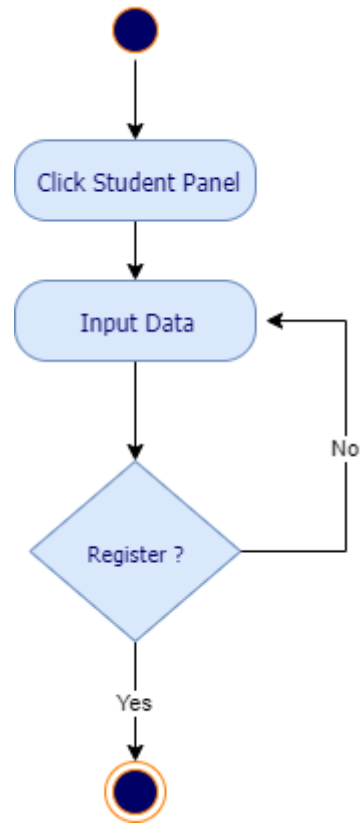 Click Student Panel
Input Data
No
Register ?
Yes